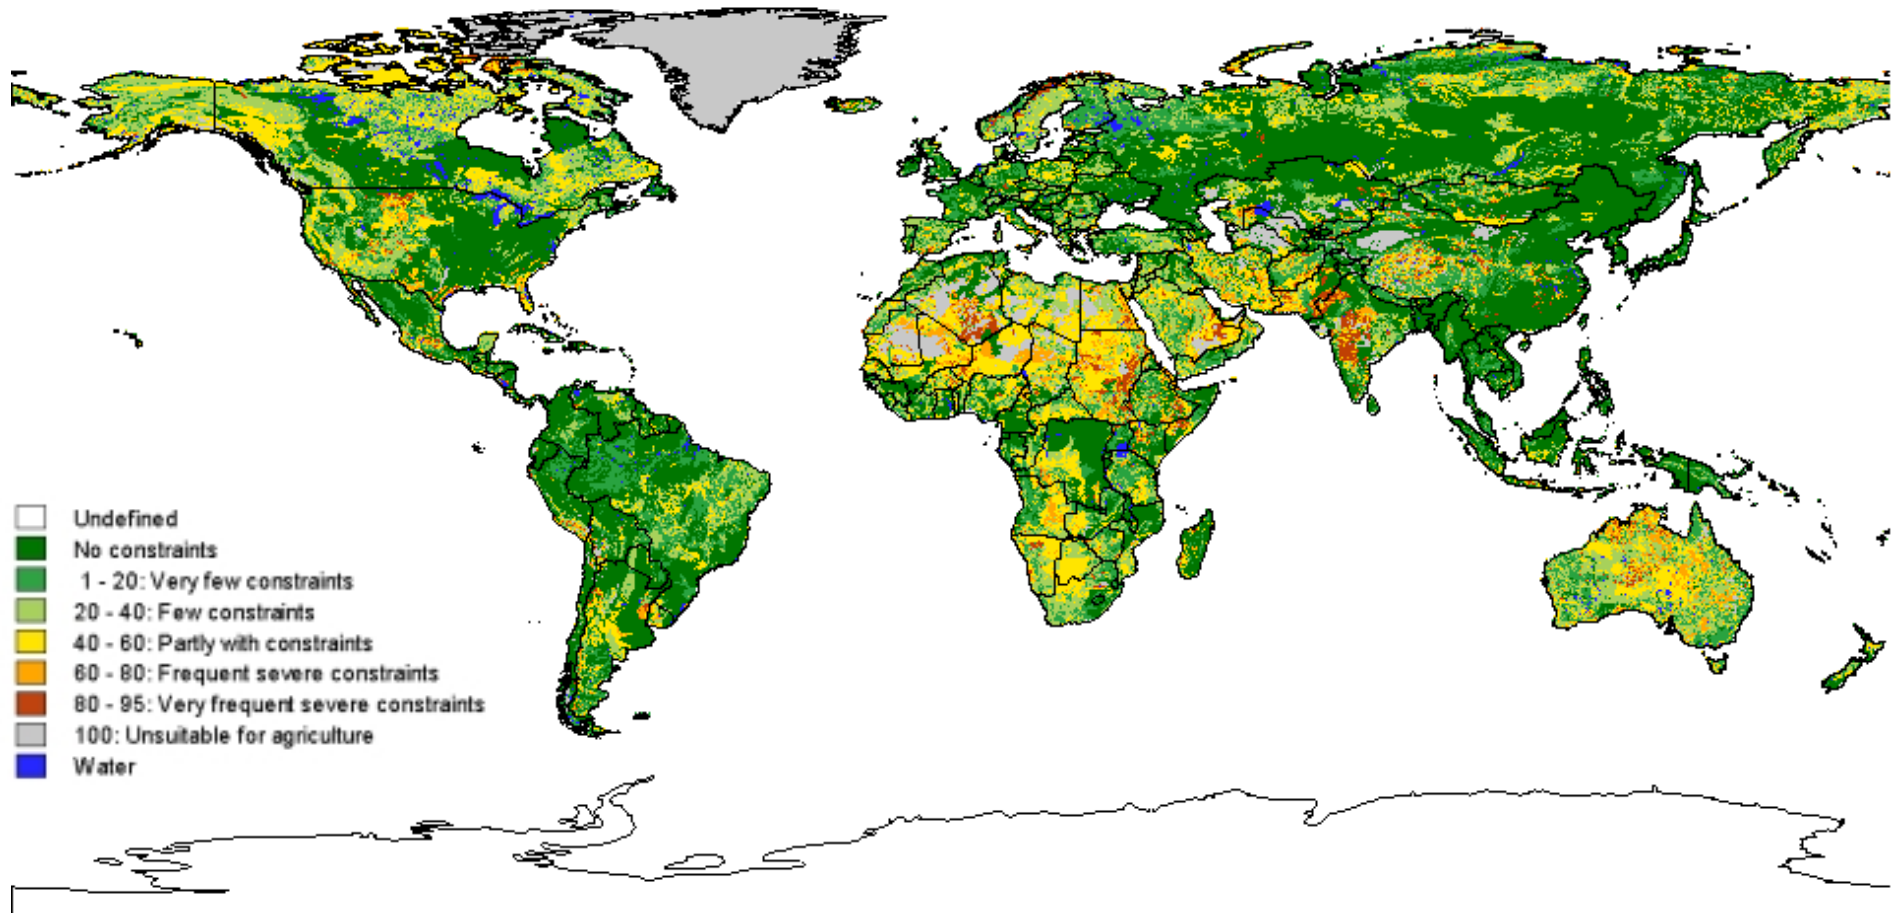 Undefined
No constraints
1 - 20: Very few constraints
20 - 40: Few constraints
40 - 60: Partly with constraints
60 - 80: Frequent severe constraints
80 - 95: Very frequent severe constraints
100: Unsuitable for agriculture
Water